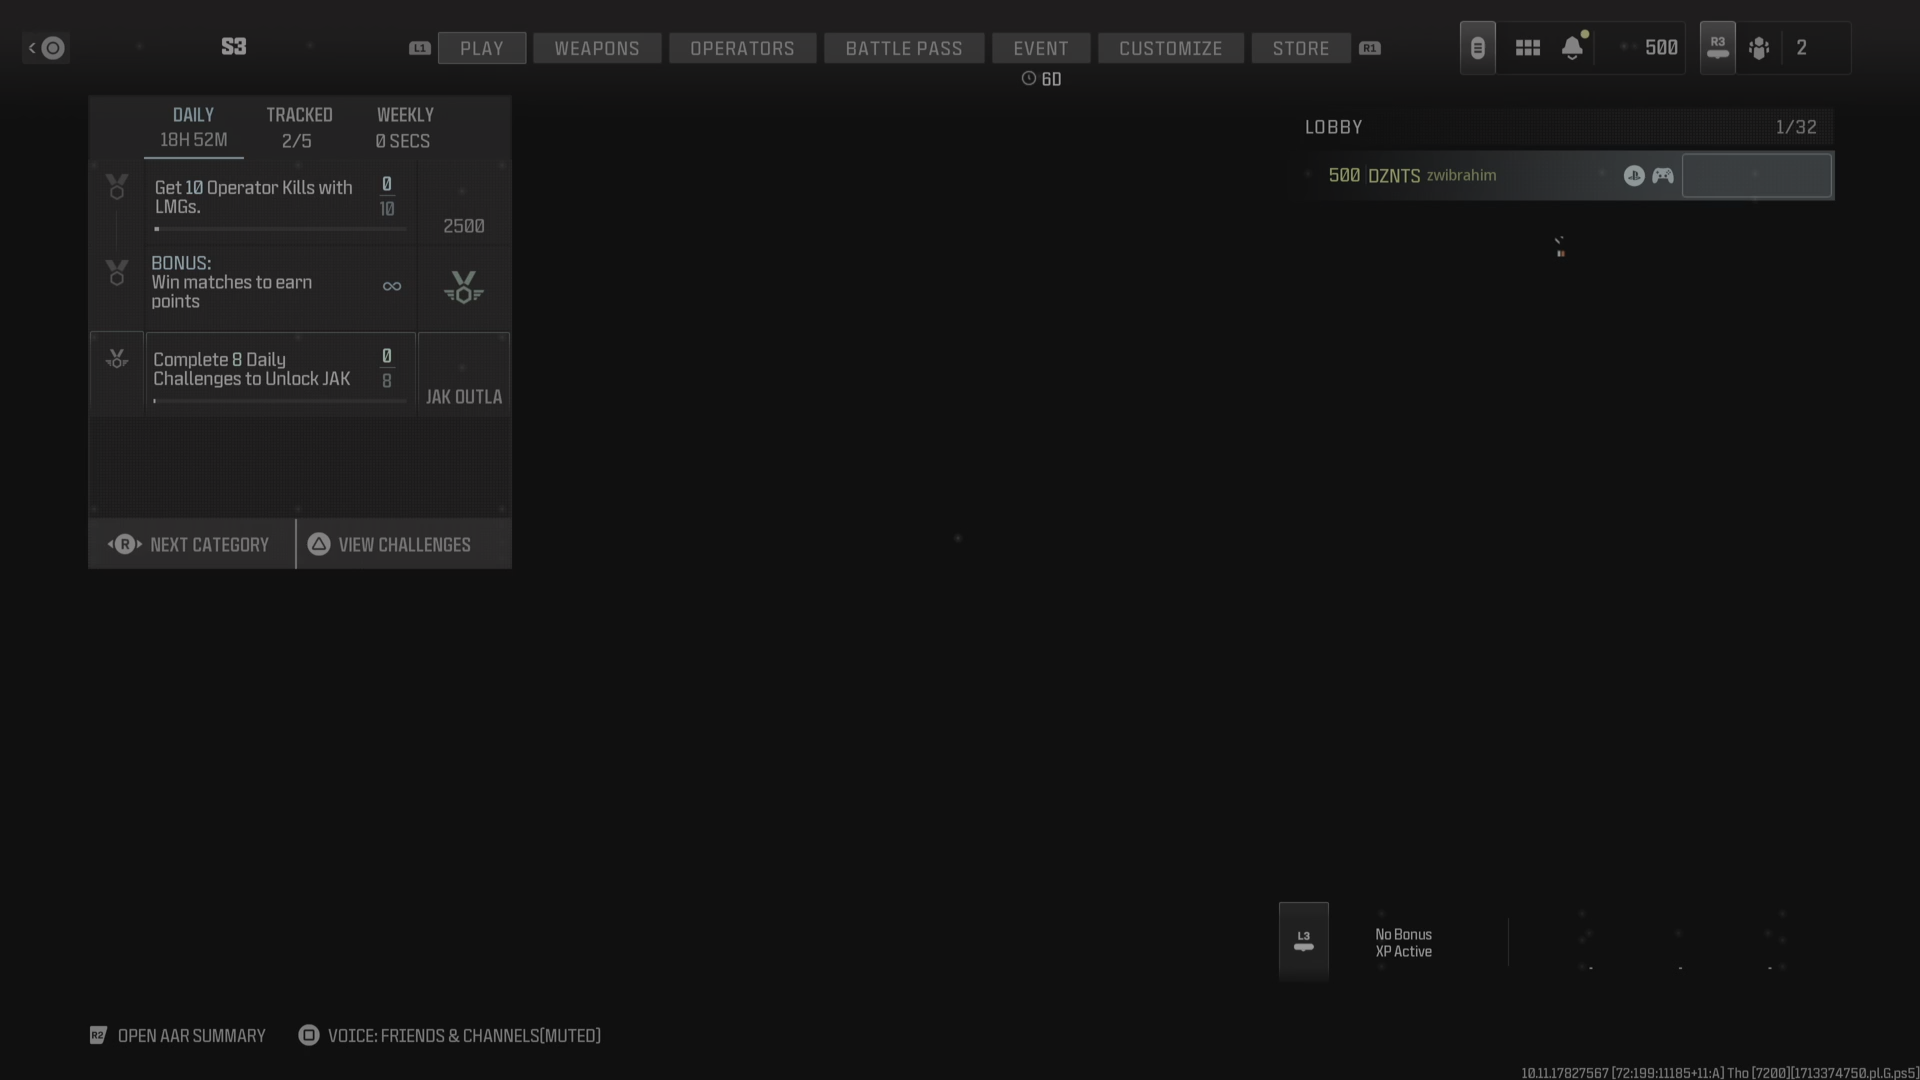 S3
L1
PLAY
WEAPONS
OPERATORS
BATTLE PASS
EVENT
CUSTOMIZE
STORE
R1
500
R3
2
6D
DAILY
18H 52M
TRACKED
2/5
WEEKLY
0 SECS
Get 10 Operator Kills with
LMGs.
0
10
2500
BONUS:
Win matches to earn
points
∞
Complete 8 Daily
Challenges to Unlock JAK
0
8
JAK OUTLA
R NEXT CATEGORY
VIEW CHALLENGES
LOBBY
1/32
500 DZNTS zwibrahim
L3
No Bonus
XP Active
R2 OPEN AAR SUMMARY
VOICE: FRIENDS & CHANNELS[MUTED]
10.11.17827567 [72:199:11185+11:A] Tho [7200][1713374750.pl.G.ps5]